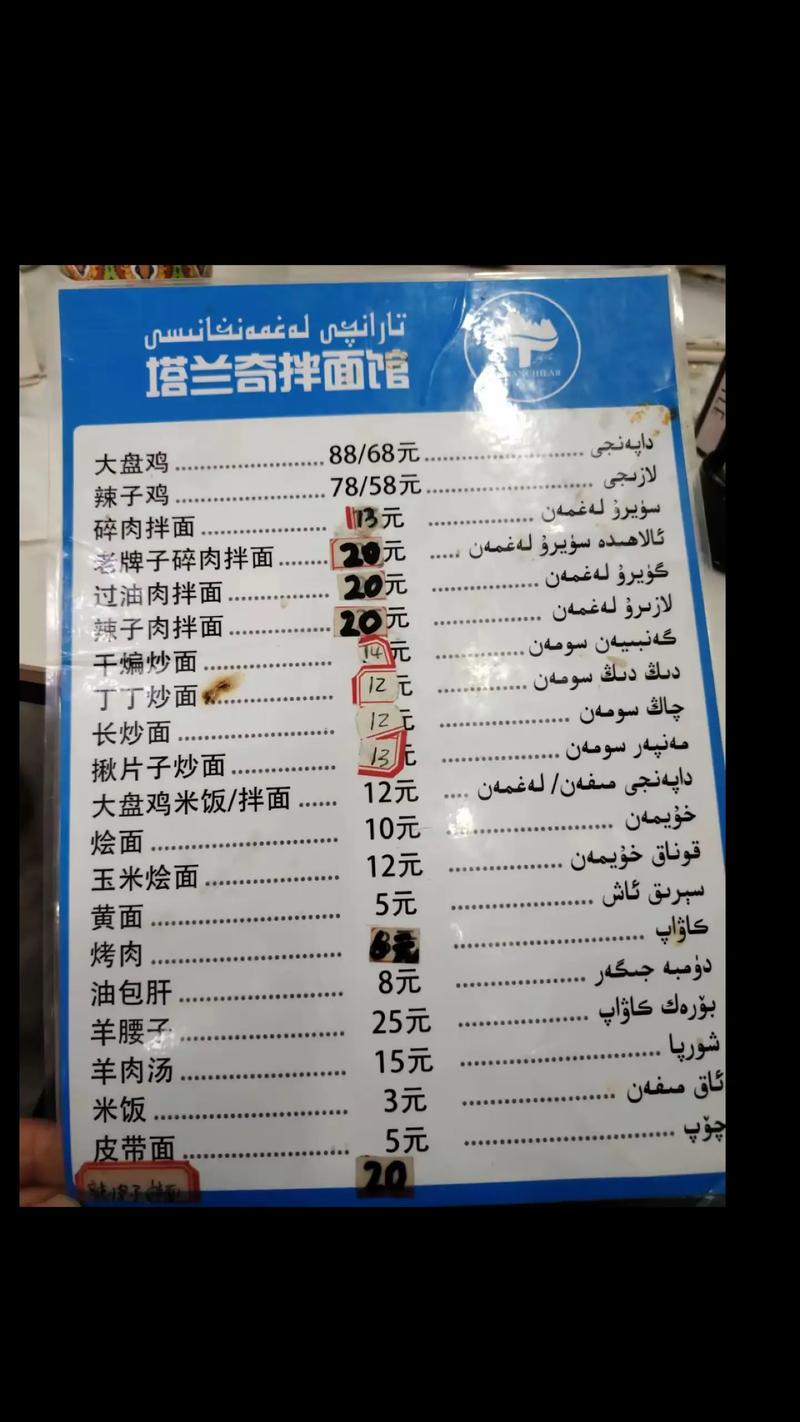 تارانچى لەغمەنخانىسى
塔兰奇拌面馆
大盘鸡 88/68元 داپەنجى
辣子鸡 78/58元 لازىجى
碎肉拌面 13元 سۈيرۇ لەغمەن
老牌子碎肉拌面 20元 ئالاھىدە سۈيرۇ لەغمەن
过油肉拌面 20元 گۈيرۇ لەغمەن
辣子肉拌面 20元 لازىرۇ لەغمەن
干煸炒面 14元 گەنبىيەن سومەن
丁丁炒面 12元 دىڭ دىڭ سومەن
长炒面 12元 چاڭ سومەن
揪片子炒面 13元 مەنپەر سومەن
大盘鸡米饭/拌面 12元 داپەنجى مىفەن/ لەغمەن
烩面 10元 خۇيمەن
玉米烩面 12元 قوناق خۇيمەن
黄面 5元 سېرىق ئاش
烤肉 6元 كاۋاپ
油包肝 8元 دۈمبە جىگەر
羊腰子 25元 بۆرەك كاۋاپ
羊肉汤 15元 شورپا
米饭 3元 ئاق مىفەن
皮带面 5元 چۆپ
20